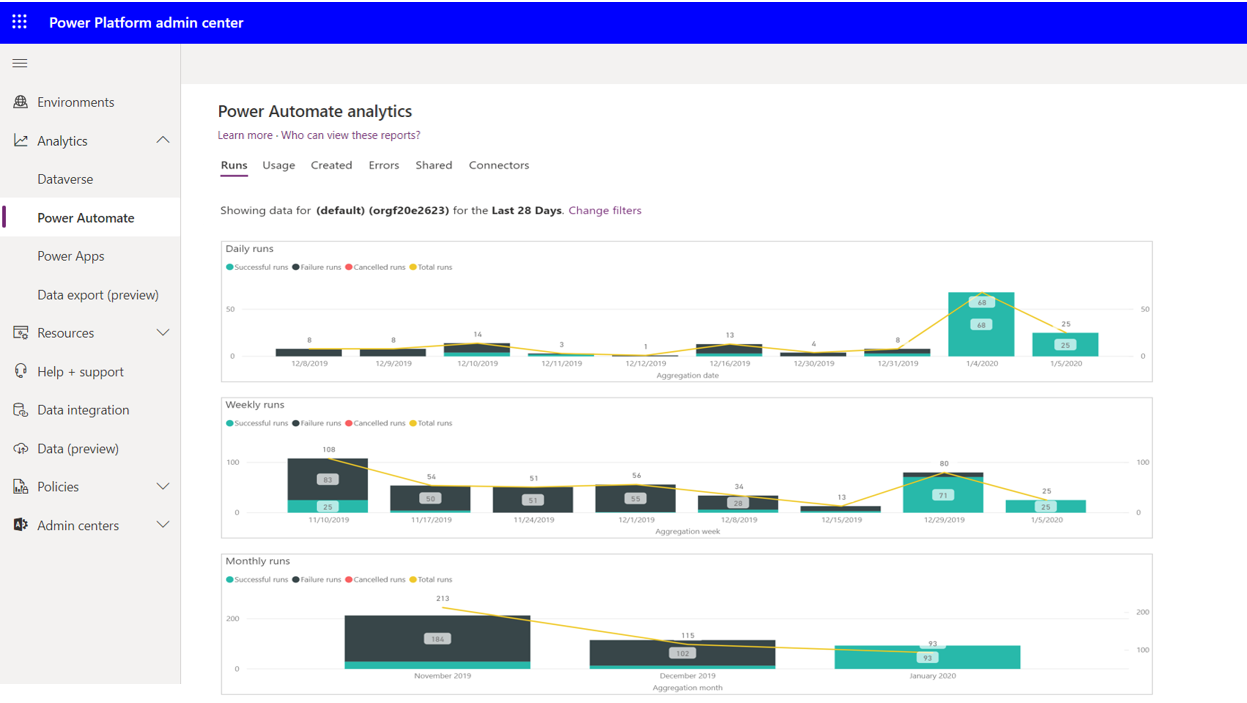 Power Platform admin center
Environments
Analytics
Dataverse
Power Automate
Power Apps
Data export (preview)
Resources
Help + support
Data integration
Data (preview)
Policies
Admin centers
Power Automate analytics
Learn more · Who can view these reports?
Runs Usage Created Errors Shared Connectors
Showing data for (default) (orgf20e2623) for the Last 28 Days. Change filters
Daily runs
Successful runs Failure runs Cancelled runs Total runs
50 50
0 0
8 8 14 3 1 13 4 8 68 25
68 25
12/8/2019 12/9/2019 12/10/2019 12/11/2019 12/12/2019 12/16/2019 12/30/2019 12/31/2019 1/4/2020 1/5/2020
Aggregation date
Weekly runs
Successful runs Failure runs Cancelled runs Total runs
100 100
0 0
108 54 51 56 34 13 80 25
83 50 51 55 28 71 25
25
11/10/2019 11/17/2019 11/24/2019 12/1/2019 12/8/2019 12/15/2019 12/29/2019 1/5/2020
Aggregation week
Monthly runs
Successful runs Failure runs Cancelled runs Total runs
200 200
0 100
213 115 93
184 102 93
November 2019 December 2019 January 2020
Aggregation month